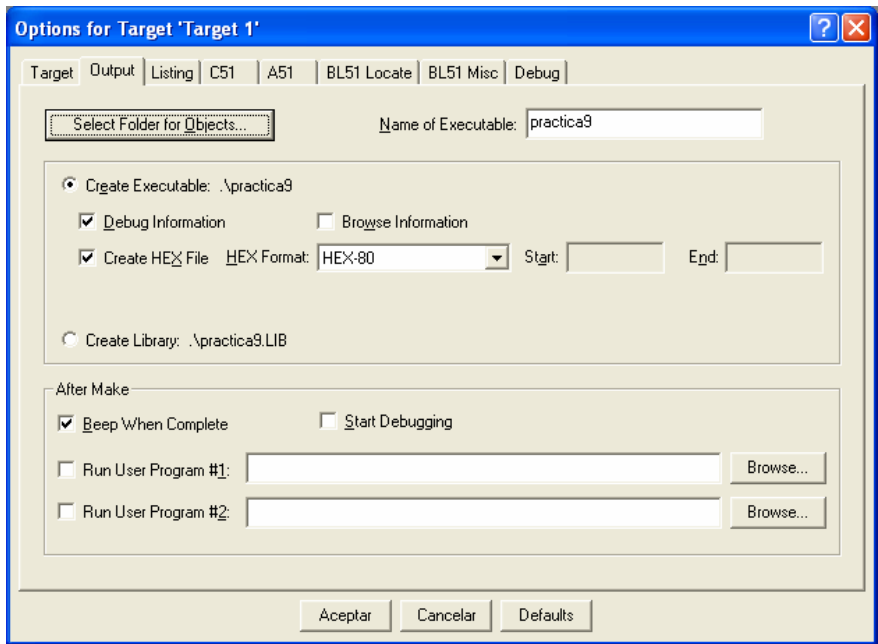 Options for Target 'Target 1'
Target Output Listing C51 A51 BL51 Locate BL51 Misc Debug
Select Folder for Objects... Name of Executable: practica9
Create Executable: .\practica9
Debug Information Browse Information
Create HEX File HEX Format: HEX-80 Start: End:
Create Library: .\practica9.LIB
After Make
Beep When Complete Start Debugging
Run User Program #1: Browse...
Run User Program #2: Browse...
Aceptar Cancelar Defaults